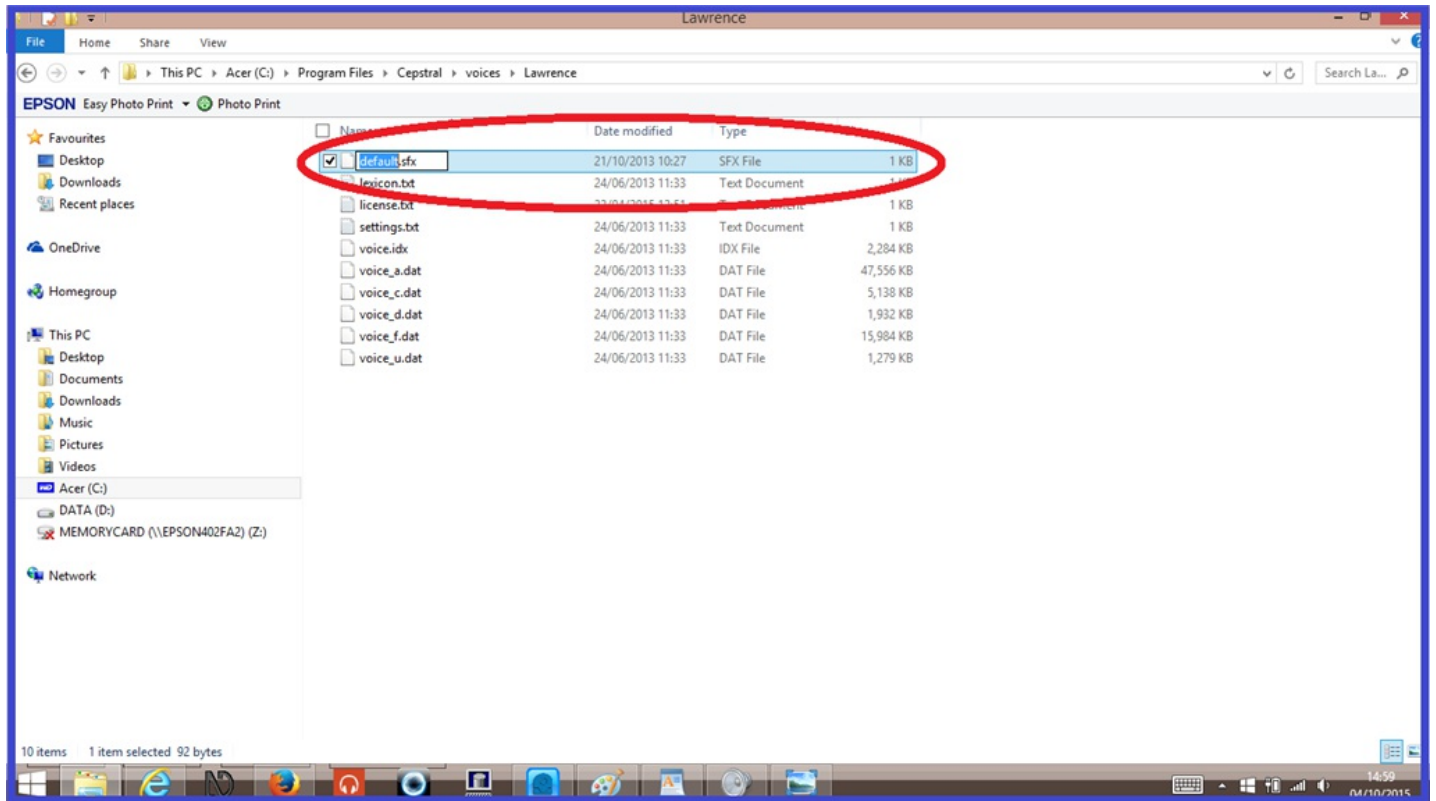 Lawrence
File Home Share View
This PC Acer (C:) Program Files Cepstral voices Lawrence Search La...
EPSON Easy Photo Print Photo Print
Date modified Type
Favourites
Desktop
Downloads
Recent places
OneDrive
Homegroup
This PC
Desktop
Documents
Downloads
Music
Pictures
Videos
Acer (C:)
DATA (D:)
MEMORYCARD (\\EPSON402FA2) (Z:)
Network
default.sfx 21/10/2013 10:27 SFX File 1 KB
lexicon.txt 24/06/2013 11:33 Text Document 1 KB
license.txt 1 KB
settings.txt 24/06/2013 11:33 Text Document 1 KB
voice.idx 24/06/2013 11:33 IDX File 2,284 KB
voice_a.dat 24/06/2013 11:33 DAT File 47,556 KB
voice_c.dat 24/06/2013 11:33 DAT File 5,138 KB
voice_d.dat 24/06/2013 11:33 DAT File 1,932 KB
voice_f.dat 24/06/2013 11:33 DAT File 15,984 KB
voice_u.dat 24/06/2013 11:33 DAT File 1,279 KB
10 items 1 item selected 92 bytes
14:59
04/10/2015